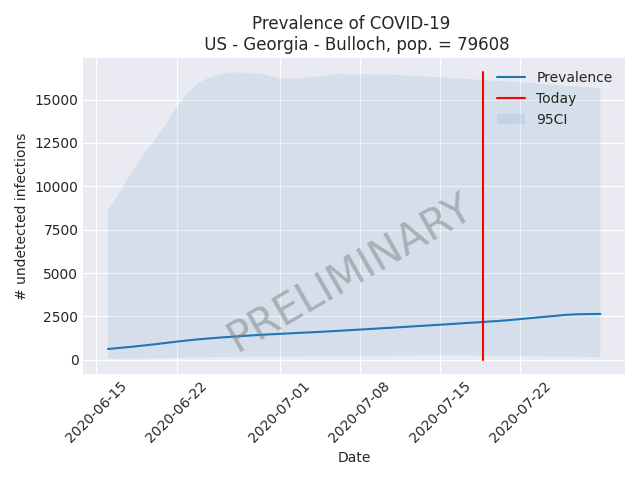 Prevalence of COVID-19
US - Georgia - Bulloch, pop. = 79608
Prevalence
Today
95CI
15000
12500
10000
7500
5000
2500
0
# undetected infections
PRELIMINARY
2020-06-15
2020-06-22
2020-07-01
2020-07-08
2020-07-15
2020-07-22
Date